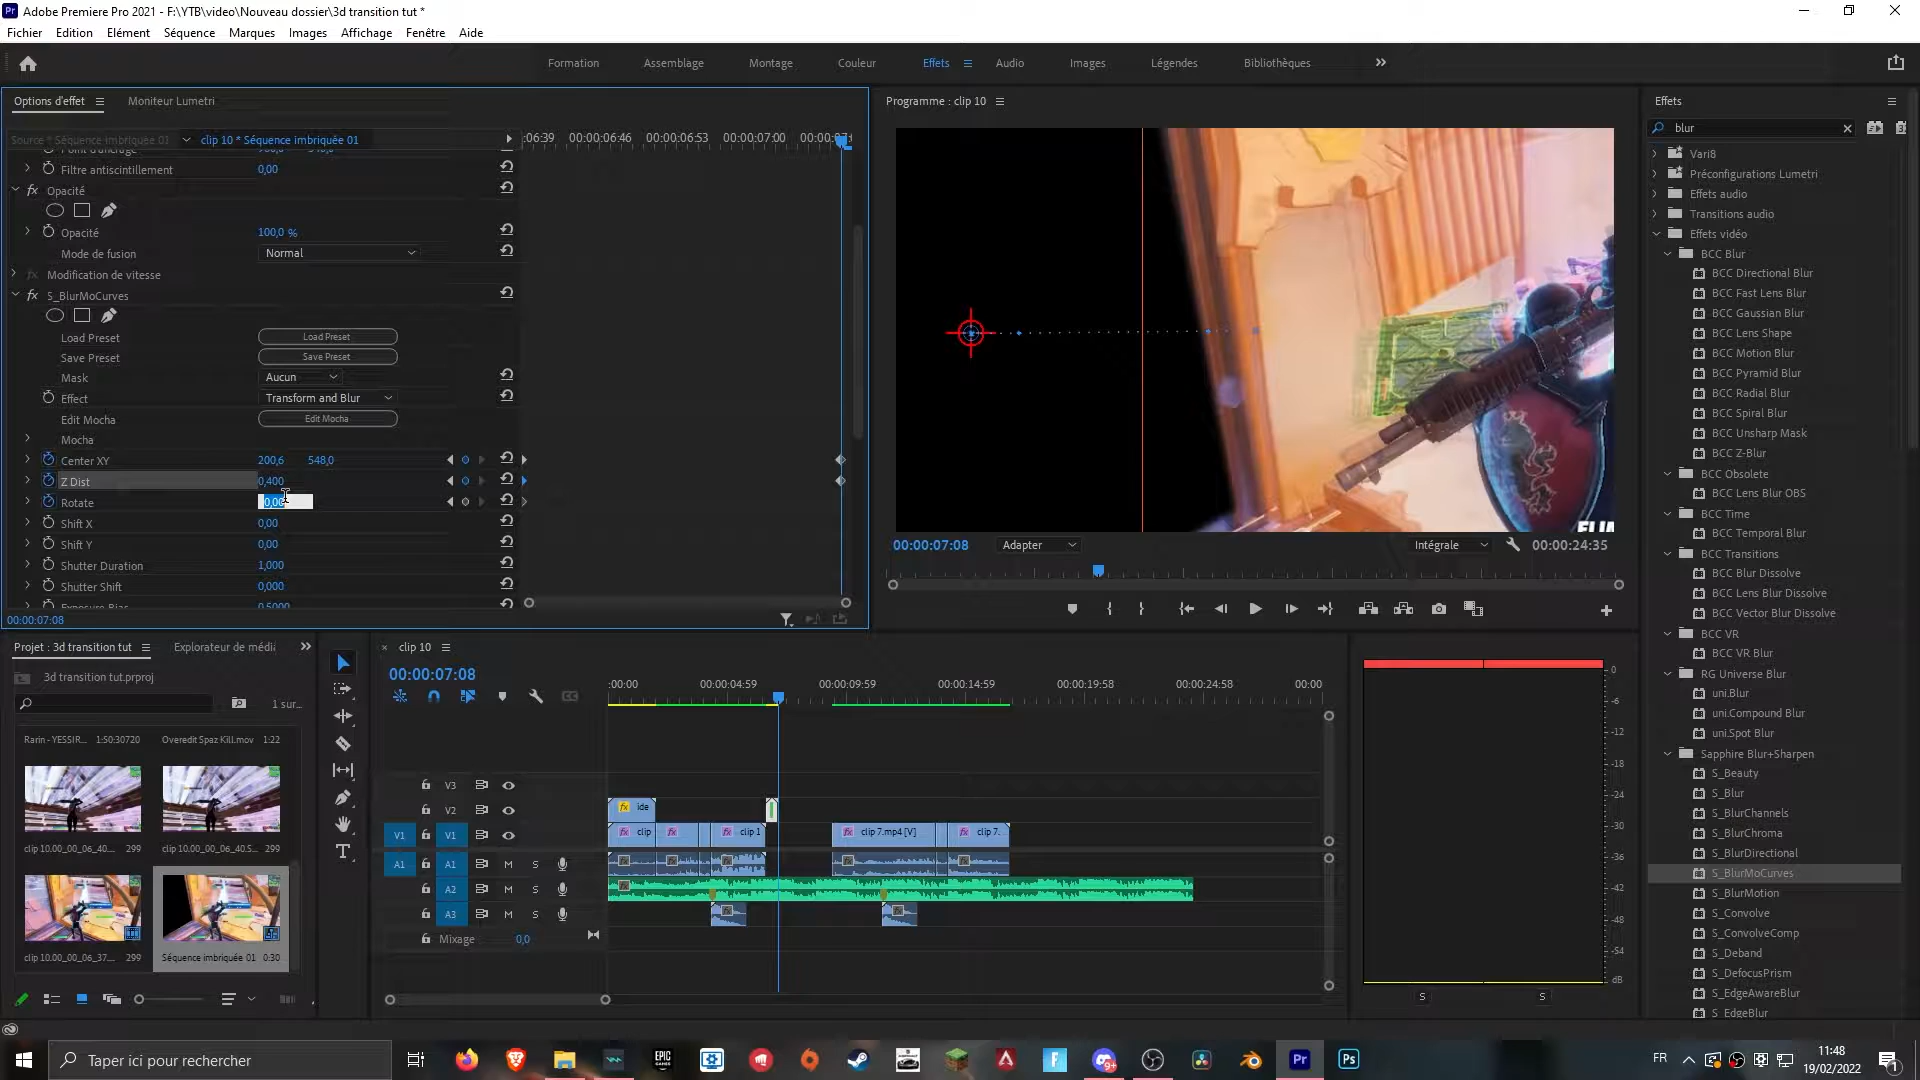 Adobe Premiere Pro 2021 - F:\YTB\video\Nouveau dossier\3d transition tut *
Fichier Edition Elément Séquence Marques Images Affichage Fenêtre Aide
Formation Assemblage Montage Couleur Effets Audio Images Légendes Bibliothèques
Options d'effet Moniteur Lumetri
Source * Séquence imbriquée 01 clip 10 * Séquence imbriquée 01
:06:39 00:00:06:46 00:00:06:53 00:00:07:00
Filtre antiscintillement 0,00
Opacité
Opacité 100,0 %
Mode de fusion Normal
Modification de vitesse
S_BlurMoCurves
Load Preset Load Preset
Save Preset Save Preset
Mask Aucun
Effect Transform and Blur
Edit Mocha Edit Mocha
Mocha
Center XY 200,6 548,0
Z Dist 0,400
Rotate 0,00
Shift X 0,00
Shift Y 0,00
Shutter Duration 1,000
Shutter Shift 0,000
00:00:07:08
Programme : clip 10
00:00:07:08 Adapter Intégrale 00:00:24:35
Effets
blur
Vari8
Préconfigurations Lumetri
Effets audio
Transitions audio
Effets vidéo
BCC Blur
BCC Directional Blur
BCC Fast Lens Blur
BCC Gaussian Blur
BCC Lens Shape
BCC Motion Blur
BCC Pyramid Blur
BCC Radial Blur
BCC Spiral Blur
BCC Unsharp Mask
BCC Z-Blur
BCC Obsolete
BCC Lens Blur OBS
BCC Time
BCC Temporal Blur
BCC Transitions
BCC Blur Dissolve
BCC Lens Blur Dissolve
BCC Vector Blur Dissolve
BCC VR
BCC VR Blur
RG Universe Blur
uni.Blur
uni.Compound Blur
uni.Spot Blur
Sapphire Blur+Sharpen
S_Beauty
S_Blur
S_BlurChannels
S_BlurChroma
S_BlurDirectional
S_BlurMoCurves
S_BlurMotion
S_Convolve
S_ConvolveComp
S_Deband
S_DefocusPrism
S_EdgeAwareBlur
S_EdgeBlur
Projet : 3d transition tut Explorateur de médi
3d transition tut.prproj
1 sur...
Rarin - YESSIR... 1:50:30720 Overedit Spaz Kill.mov 1:22
clip 10.00_00_06_40... 299 clip 10.00_00_06_40.S... 299
clip 10.00_00_06_37.... 299 Séquence imbriquée 01 0:30
clip 10
00:00:07:08
:00:00 00:00:04:59 00:00:09:59 00:00:14:59 00:00:19:58 00:00:24:58 00:00
V3
V2 ide
V1 V1 clip clip 1 clip 7.mp4 [V] clip 7.
A1 A1 M S
A2 M S
A3 M S
Mixage 0,0
0
-6
-12
-18
-24
-30
-36
-42
-48
-54
dB
S S
Taper ici pour rechercher
EPIC GAMES
9+
Pr
Ps
FR
11:48
19/02/2022
1